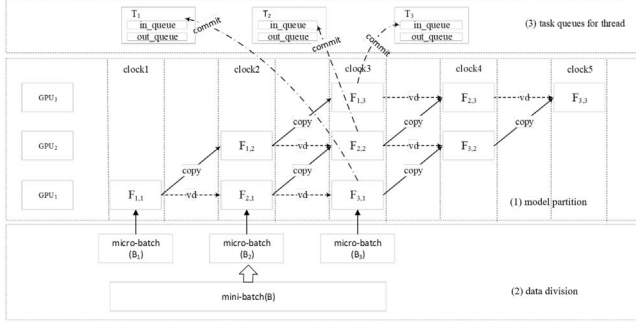 T1 T2 T3
in_queue in_queue in_queue
out_queue out_queue out_queue
commit commit commit
(3) task queues for thread
clock1 clock2 clock3 clock4 clock5
GPU3 F1,3 vd F2,3 vd F3,3
copy copy copy
GPU2 F1,2 vd F2,2 vd F3,2
copy copy copy
GPU1 F1,1 vd F2,1 vd F3,1
(1) model partition
micro-batch micro-batch micro-batch
(B1) (B2) (B3)
mini-batch(B)
(2) data division